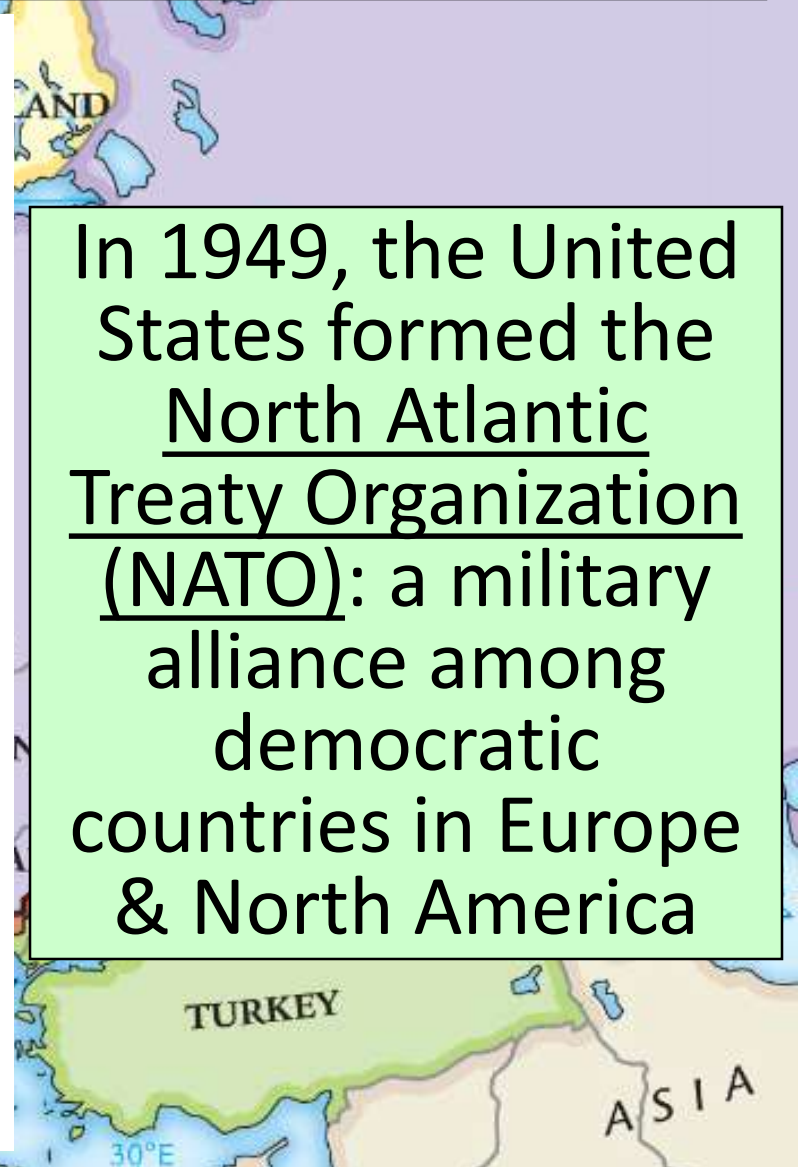 LAND
In 1949, the United
States formed the
North Atlantic
Treaty Organization
(NATO): a military
alliance among
democratic
countries in Europe
& North America
TURKEY
ASIA
30°E